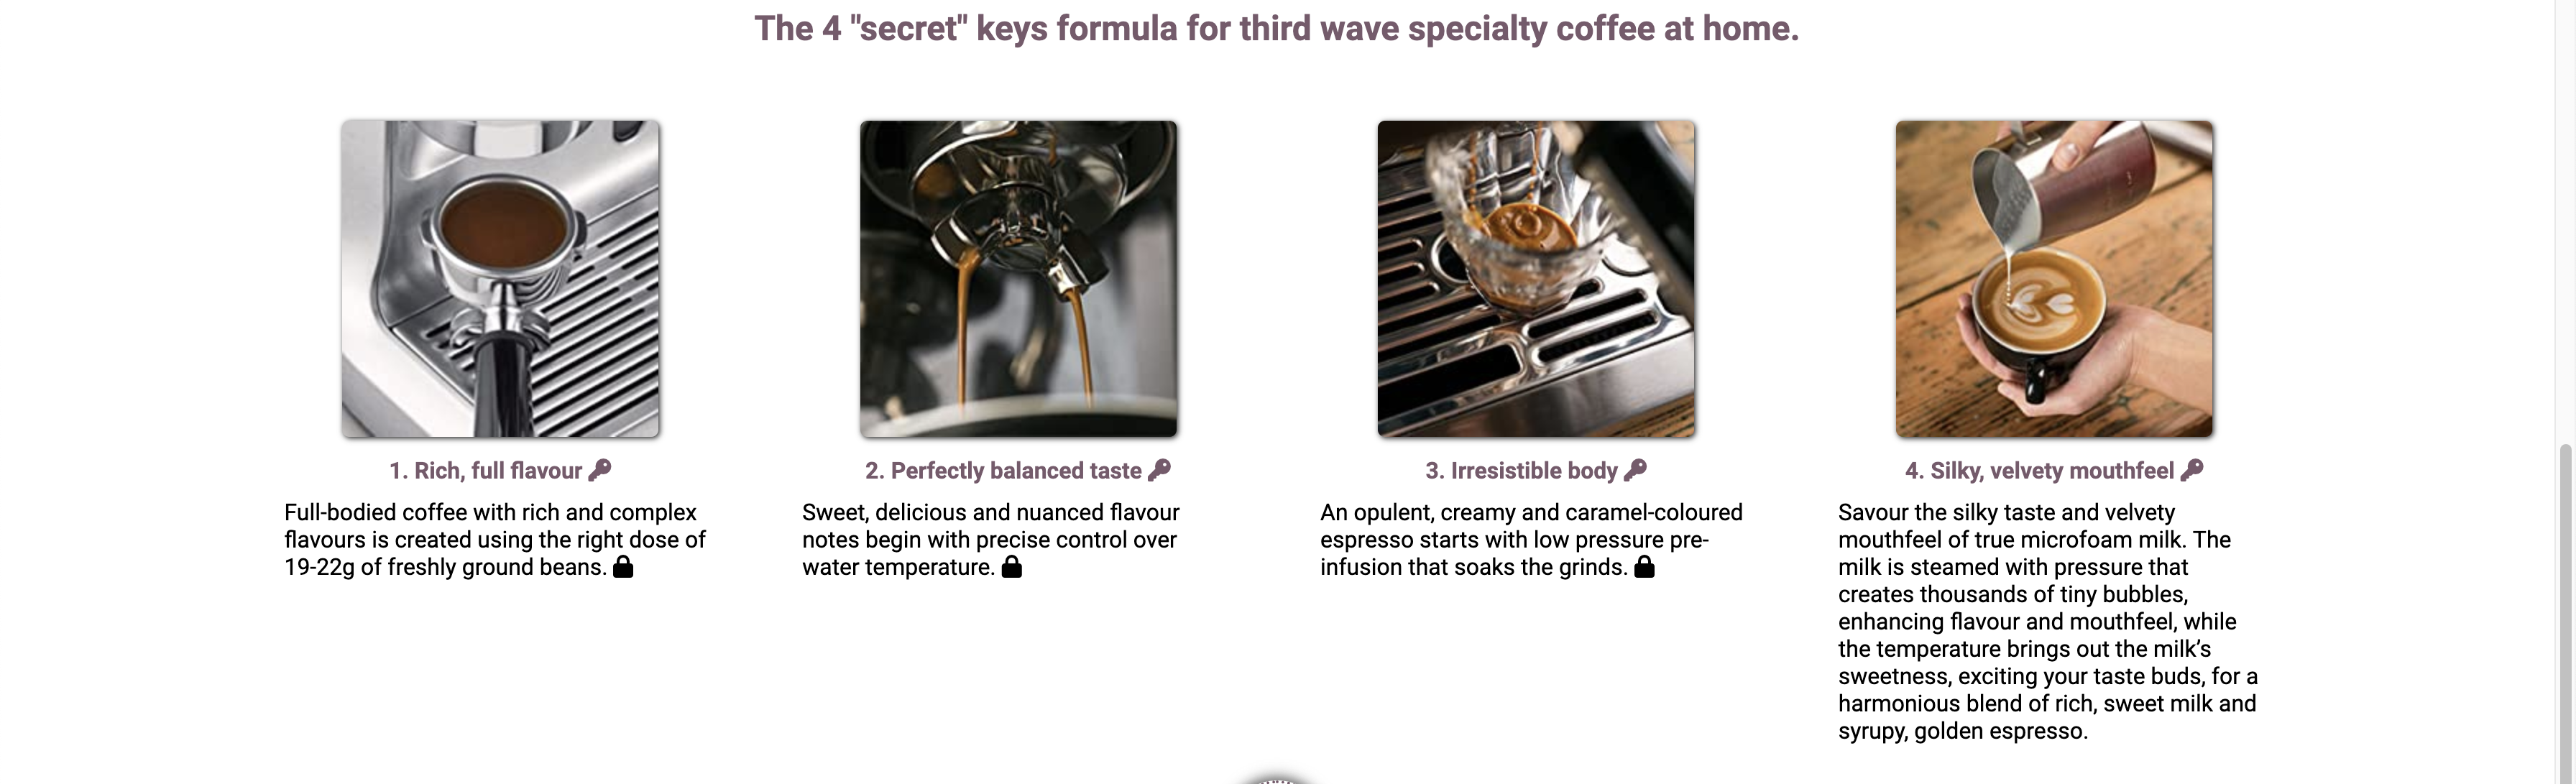 The 4 "secret" keys formula for third wave specialty coffee at home.
1. Rich, full flavour
Full-bodied coffee with rich and complex
flavours is created using the right dose of
19-22g of freshly ground beans.
2. Perfectly balanced taste
Sweet, delicious and nuanced flavour
notes begin with precise control over
water temperature.
3. Irresistible body
An opulent, creamy and caramel-coloured
espresso starts with low pressure pre-
infusion that soaks the grinds.
4. Silky, velvety mouthfeel
Savour the silky taste and velvety
mouthfeel of true microfoam milk. The
milk is steamed with pressure that
creates thousands of tiny bubbles,
enhancing flavour and mouthfeel, while
the temperature brings out the milk’s
sweetness, exciting your taste buds, for a
harmonious blend of rich, sweet milk and
syrupy, golden espresso.